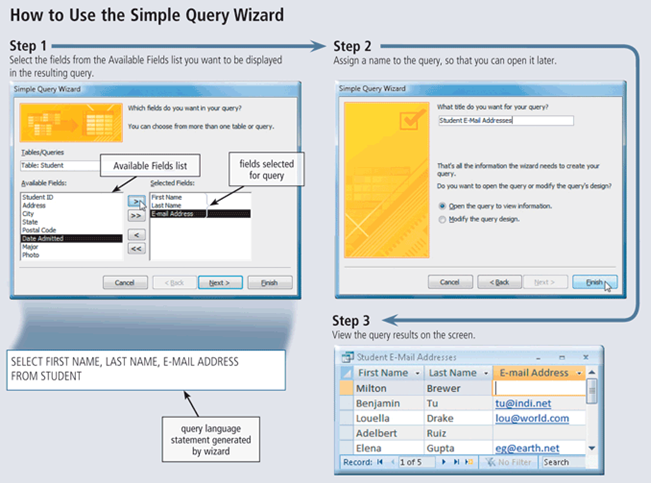 How to Use the Simple Query Wizard
Step 1
Select the fields from the Available Fields list you want to be displayed
in the resulting query.
Simple Query Wizard
Which fields do you want in your query?
You can choose from more than one table or query.
Tables/Queries
Table: Student
Available Fields list
fields selected
for query
Available Fields:
Student ID
Address
City
State
Postal Code
Date Admitted
Major
Photo
>
>>
<
<<
Selected Fields:
First Name
Last Name
E-mail Address
Cancel
< Back
Next >
Finish
SELECT FIRST NAME, LAST NAME, E-MAIL ADDRESS
FROM STUDENT
query language
statement generated
by wizard
Step 2
Assign a name to the query, so that you can open it later.
Simple Query Wizard
What title do you want for your query?
Student E-Mail Addresses
That's all the information the wizard needs to create your
query.
Do you want to open the query or modify the query's design?
Open the query to view information.
Modify the query design.
Cancel
< Back
Next >
Finish
Step 3
View the query results on the screen.
Student E-Mail Addresses
First Name Last Name E-mail Address
Milton Brewer
Benjamin Tu tu@indi.net
Louella Drake lou@world.com
Adelbert Ruiz
Elena Gupta eg@earth.net
Record: 1 of 5 No Filter Search